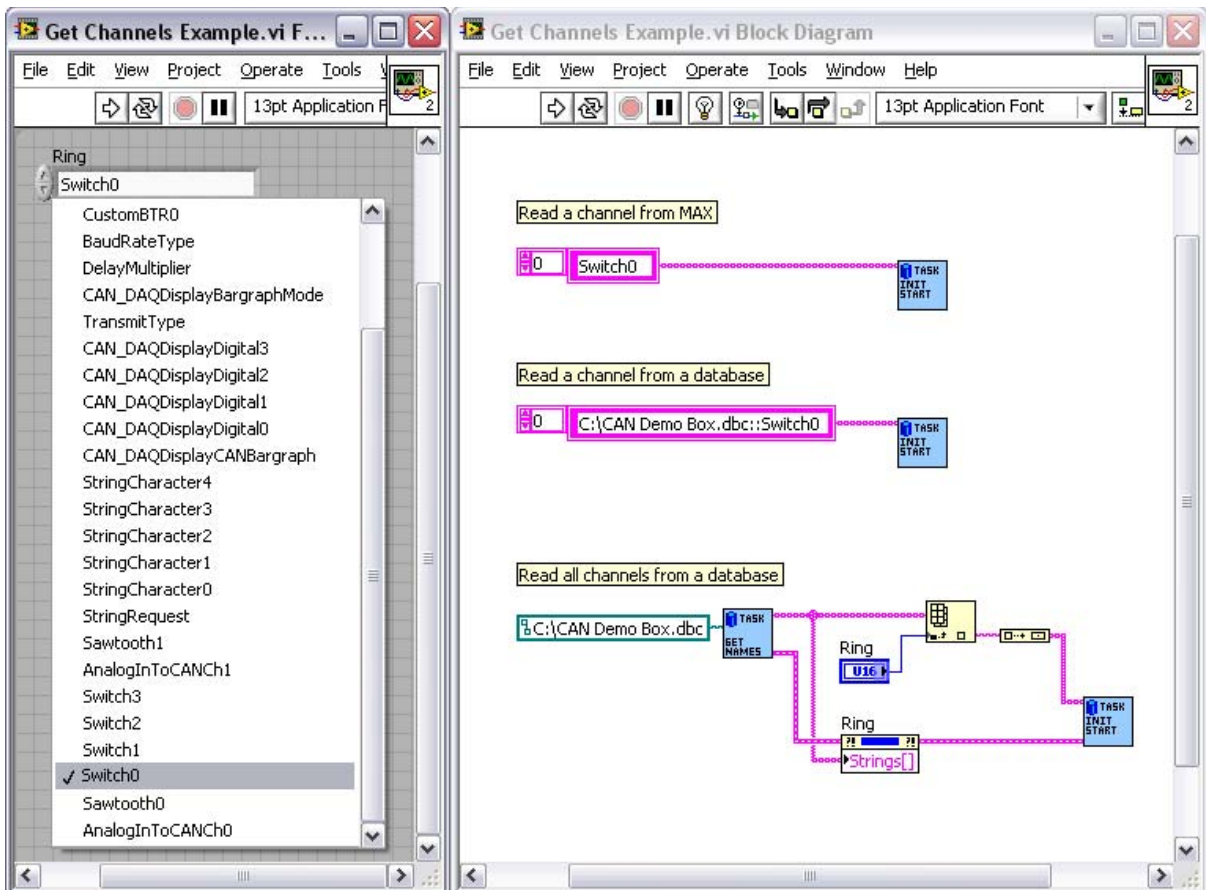 Get Channels Example.vi F...
File Edit View Project Operate Tools
13pt Application F
2
Ring
Switch0
CustomBTR0
BaudRateType
DelayMultiplier
CAN_DAQDisplayBargraphMode
TransmitType
CAN_DAQDisplayDigital3
CAN_DAQDisplayDigital2
CAN_DAQDisplayDigital1
CAN_DAQDisplayDigital0
CAN_DAQDisplayCANBargraph
StringCharacter4
StringCharacter3
StringCharacter2
StringCharacter1
StringCharacter0
StringRequest
Sawtooth1
AnalogInToCANCh1
Switch3
Switch2
Switch1
Switch0
Sawtooth0
AnalogInToCANCh0
Get Channels Example.vi Block Diagram
File Edit View Project Operate Tools Window Help
13pt Application Font
2
Read a channel from MAX
0 Switch0
TASK
INIT
START
Read a channel from a database
0 C:\CAN Demo Box.dbc::Switch0
TASK
INIT
START
Read all channels from a database
C:\CAN Demo Box.dbc
TASK
GET
NAMES
Ring
U16
Ring
Strings[]
TASK
INIT
START